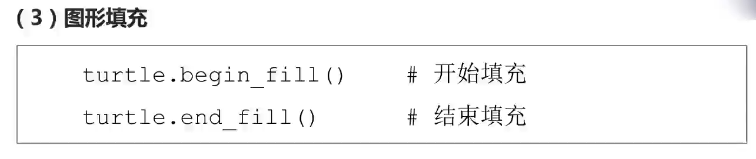 （3）图形填充
turtle.begin_fill()    # 开始填充
turtle.end_fill()    # 结束填充